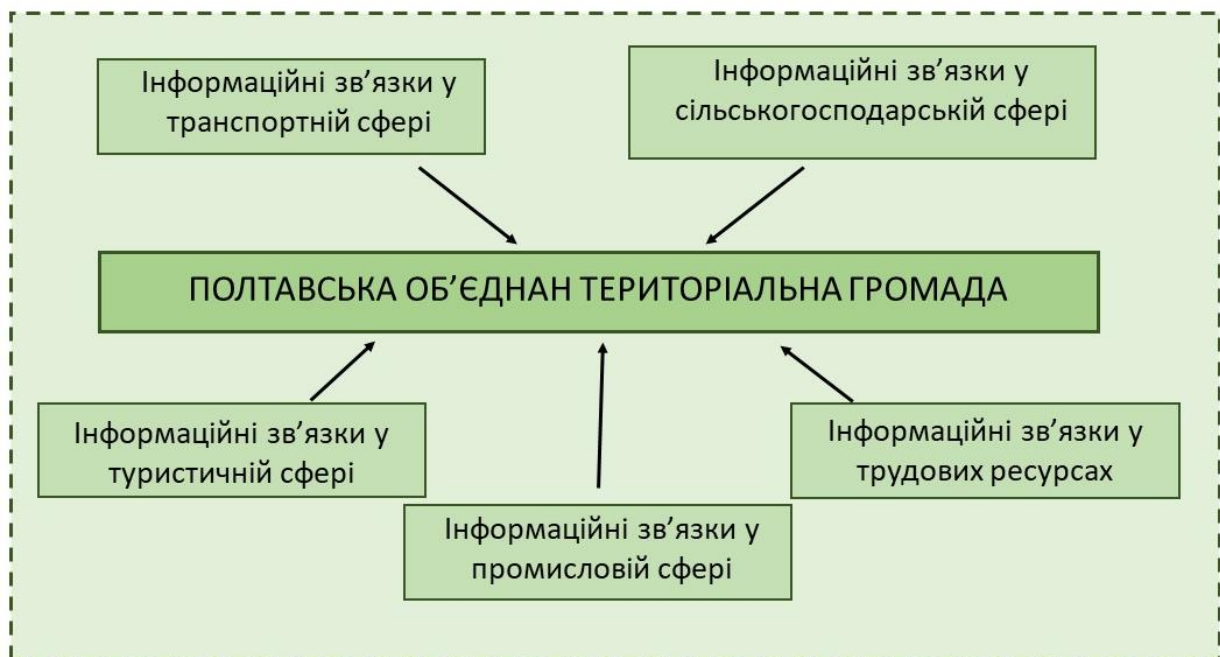 Інформаційні зв’язки у
транспортній сфері
Інформаційні зв’язки у
сільськогосподарській сфері
ПОЛТАВСЬКА ОБ’ЄДНАН ТЕРИТОРІАЛЬНА ГРОМАДА
Інформаційні зв’язки у
туристичній сфері
Інформаційні зв’язки у
промисловій сфері
Інформаційні зв’язки у
трудових ресурсах